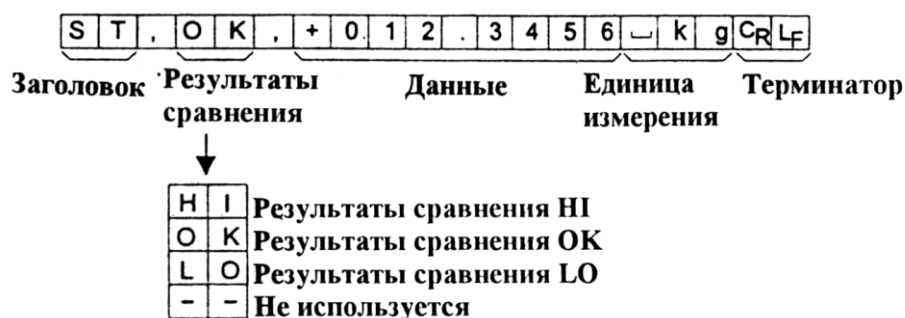 S T , O K , + 0 1 2 . 3 4 5 6 ⌴ k g CR LF
Заголовок Результаты сравнения Данные Единица измерения Терминатор
H I Результаты сравнения HI
O K Результаты сравнения OK
L O Результаты сравнения LO
- - Не используется